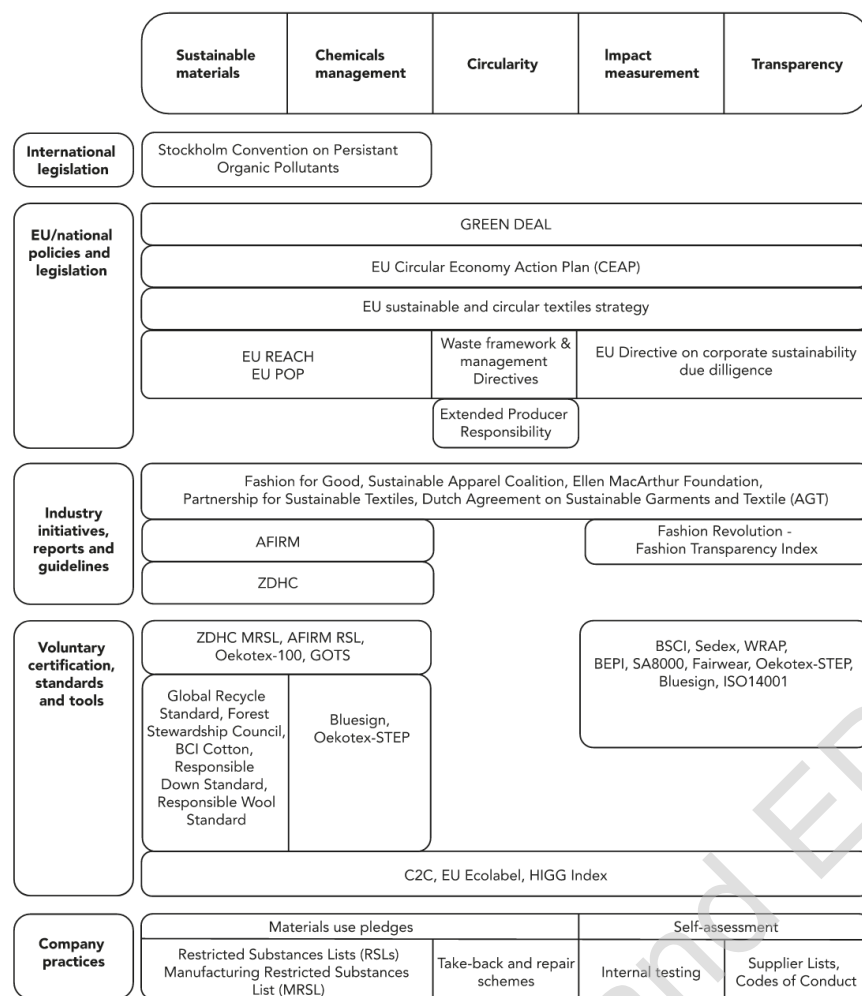 Sustainable
materials
Chemicals
management
Circularity
Impact
measurement
Transparency
International
legislation
Stockholm Convention on Persistant
Organic Pollutants
EU/national
policies and
legislation
GREEN DEAL
EU Circular Economy Action Plan (CEAP)
EU sustainable and circular textiles strategy
EU REACH
EU POP
Waste framework &
management
Directives
EU Directive on corporate sustainability
due dilligence
Extended Producer
Responsibility
Industry
initiatives,
reports and
guidelines
Fashion for Good, Sustainable Apparel Coalition, Ellen MacArthur Foundation,
Partnership for Sustainable Textiles, Dutch Agreement on Sustainable Garments and Textile (AGT)
AFIRM
Fashion Revolution -
Fashion Transparency Index
ZDHC
Voluntary
certification,
standards
and tools
ZDHC MRSL, AFIRM RSL,
Oekotex-100, GOTS
BSCI, Sedex, WRAP,
BEPI, SA8000, Fairwear, Oekotex-STEP,
Bluesign, ISO14001
Global Recycle
Standard, Forest
Stewardship Council,
BCI Cotton,
Responsible
Down Standard,
Responsible Wool
Standard
Bluesign,
Oekotex-STEP
C2C, EU Ecolabel, HIGG Index
Company
practices
Materials use pledges
Self-assessment
Restricted Substances Lists (RSLs)
Manufacturing Restricted Substances
List (MRSL)
Take-back and repair
schemes
Internal testing
Supplier Lists,
Codes of Conduct